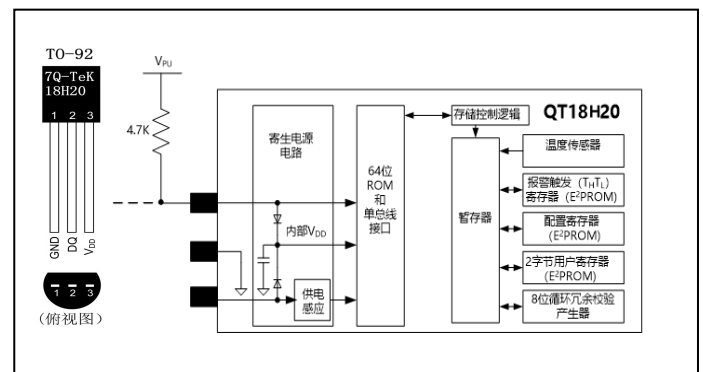 TO-92
7Q-TeK
18H20
1 2 3
GND
DQ
VDD
1 2 3
(俯视图)
VPU
4.7K
寄生电源
电路
内部VDD
供电
感应
64位
ROM
和
单总线
接口
QT18H20
存储控制逻辑
暂存器
温度传感器
报警触发（THTL）
寄存器（E²PROM）
配置寄存器
（E²PROM）
2字节用户寄存器
（E²PROM）
8位循环冗余校验
产生器